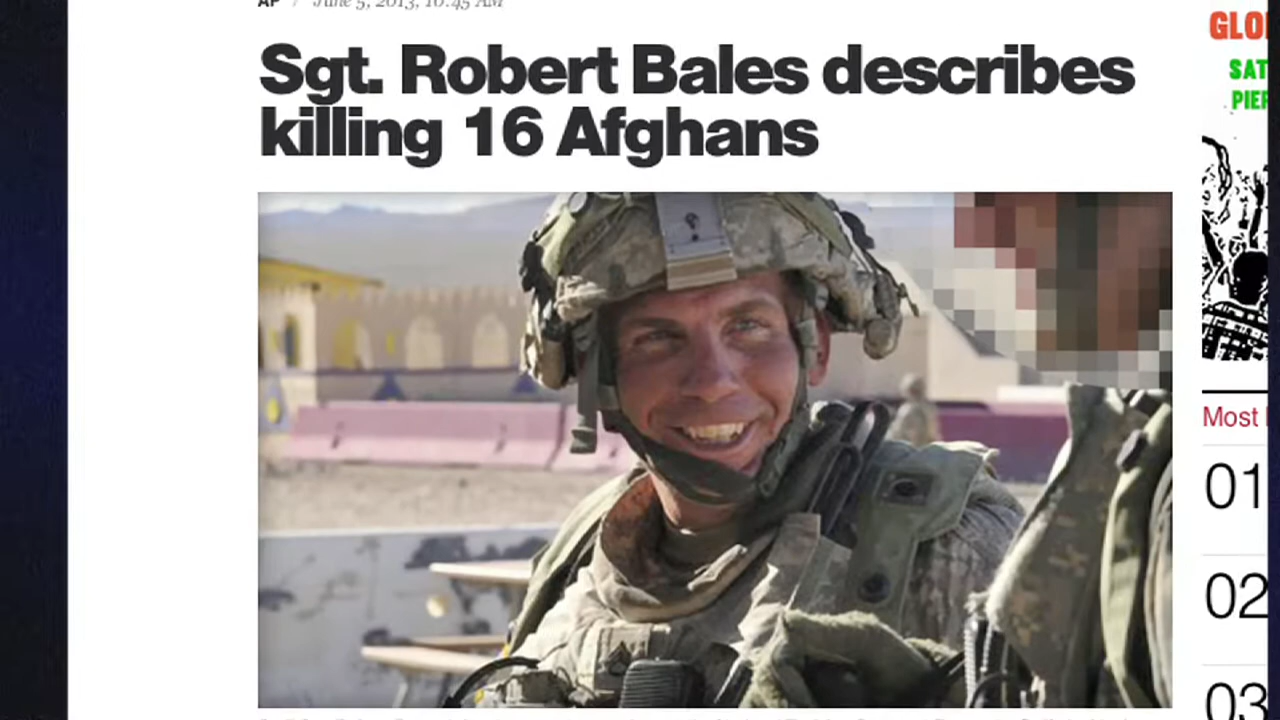 AP / June 5, 2013, 10:45 AM
Sgt. Robert Bales describes
killing 16 Afghans
GLO
SAT
PIER
Most
01
02
03